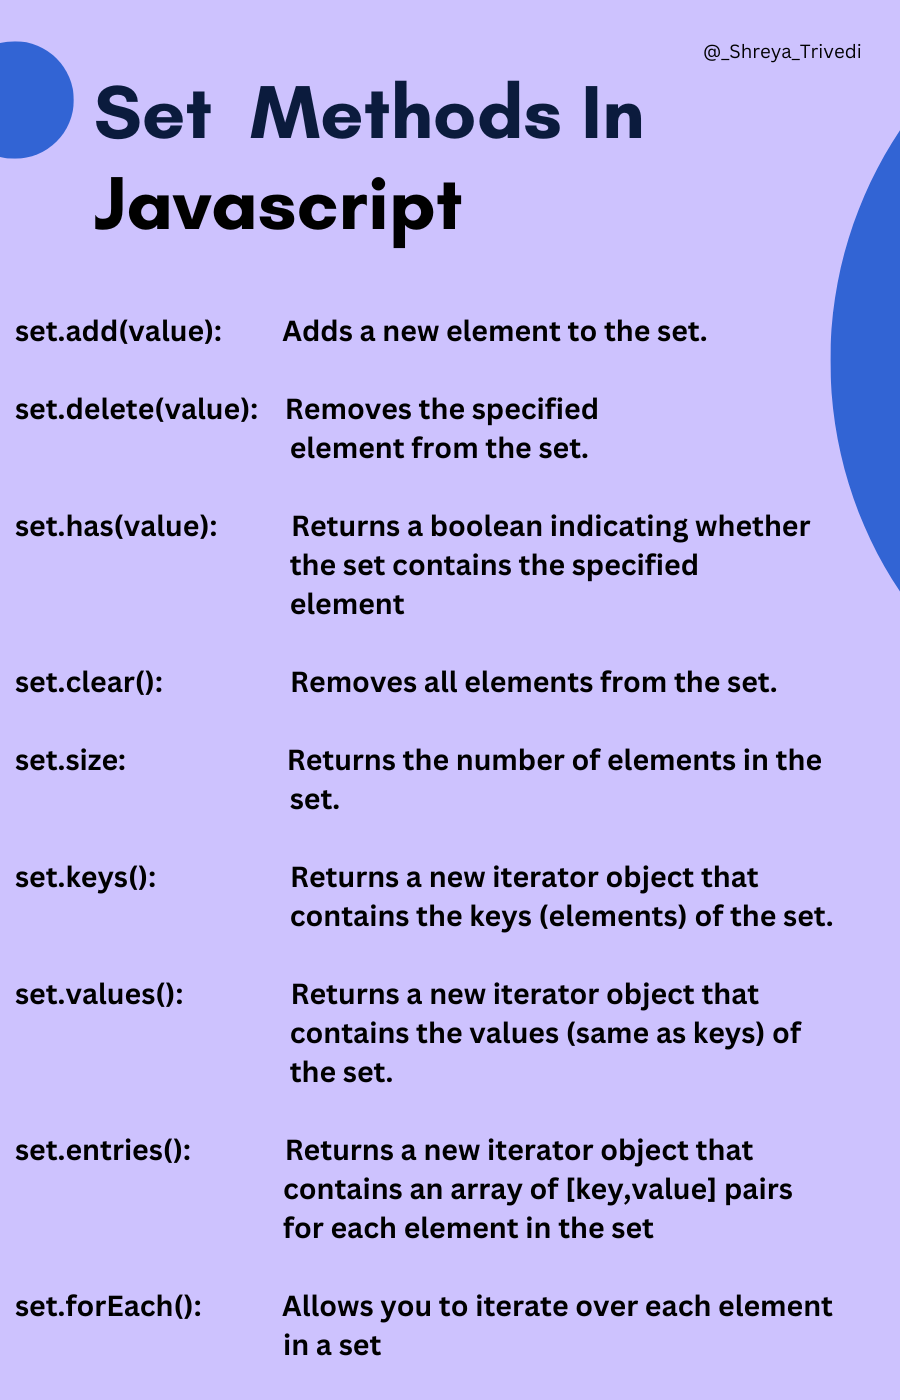 @_Shreya_Trivedi
Set Methods In
Javascript
set.add(value): Adds a new element to the set.
set.delete(value): Removes the specified
element from the set.
set.has(value): Returns a boolean indicating whether
the set contains the specified
element
set.clear(): Removes all elements from the set.
set.size: Returns the number of elements in the
set.
set.keys(): Returns a new iterator object that
contains the keys (elements) of the set.
set.values(): Returns a new iterator object that
contains the values (same as keys) of
the set.
set.entries(): Returns a new iterator object that
contains an array of [key,value] pairs
for each element in the set
set.forEach(): Allows you to iterate over each element
in a set